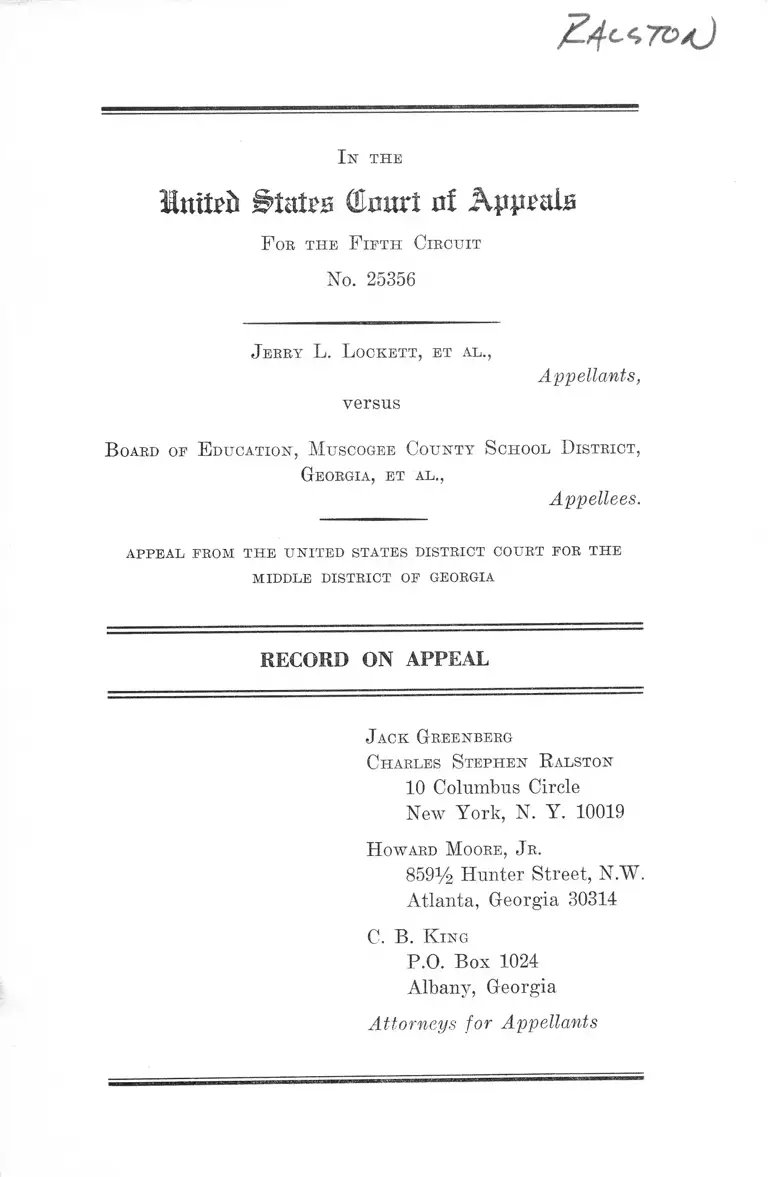 RALSTON
IN THE
United States Court of Appeals
FOR THE FIFTH CIRCUIT
No. 25356
JERRY L. LOCKETT, ET AL.,
Appellants,
versus
BOARD OF EDUCATION, MUSCOGEE COUNTY SCHOOL DISTRICT,
GEORGIA, ET AL.,
Appellees.
APPEAL FROM THE UNITED STATES DISTRICT COURT FOR THE
MIDDLE DISTRICT OF GEORGIA
RECORD ON APPEAL
JACK GREENBERG
CHARLES STEPHEN RALSTON
10 Columbus Circle
New York, N. Y. 10019
HOWARD MOORE, JR.
859½ Hunter Street, N.W.
Atlanta, Georgia 30314
C. B. KING
P.O. Box 1024
Albany, Georgia
Attorneys for Appellants